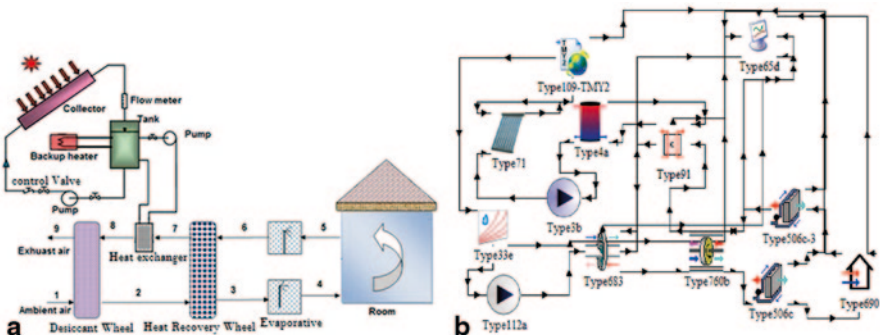 Collector
Flow meter
Tank
Pump
Backup heater
control Valve
Pump
9
8
7
6
5
Exhuast air
Heat exchanger
1
2
3
4
Ambient air
Room
Desiccant Wheel
Heat Recovery Wheel
Evaporative
a
TMY2
Type109-TMY2
Type65d
Type71
Type4a
Type91
Type3b
Type33e
Type683
Type760b
Type506c-3
Type112a
Type506c
Type690
b